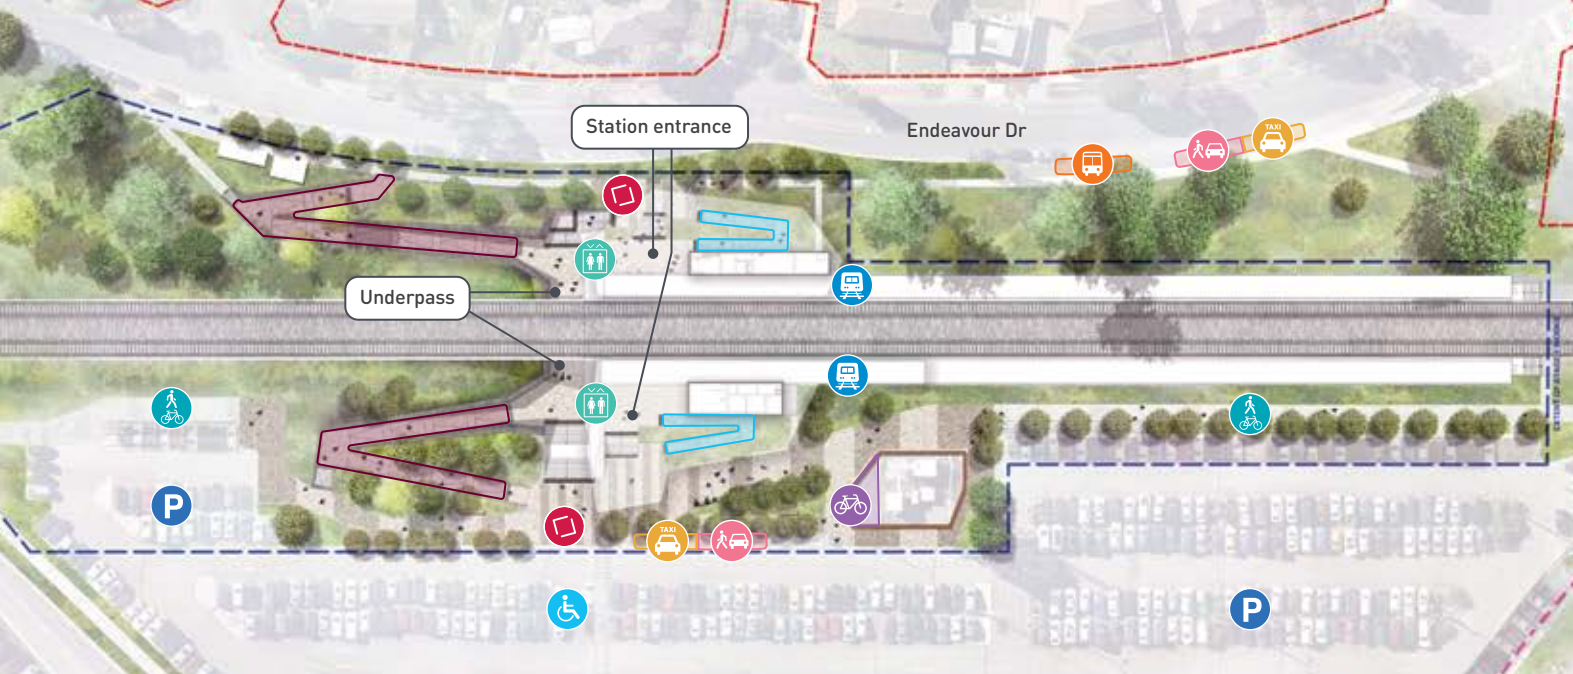 Station entrance
Endeavour Dr
TAXI
Underpass
P
TAXI
P